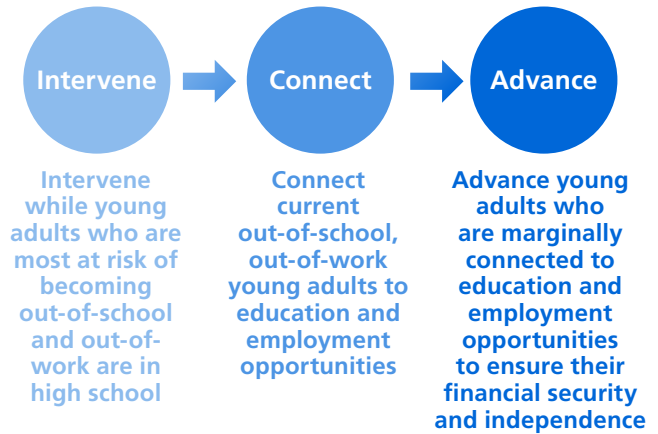 Intervene
Connect
Advance
Intervene
while young
adults who are
most at risk of
becoming
out-of-school
and out-of-
work are in
high school
Connect
current
out-of-school,
out-of-work
young adults to
education and
employment
opportunities
Advance young
adults who
are marginally
connected to
education and
employment
opportunities
to ensure their
financial security
and independence